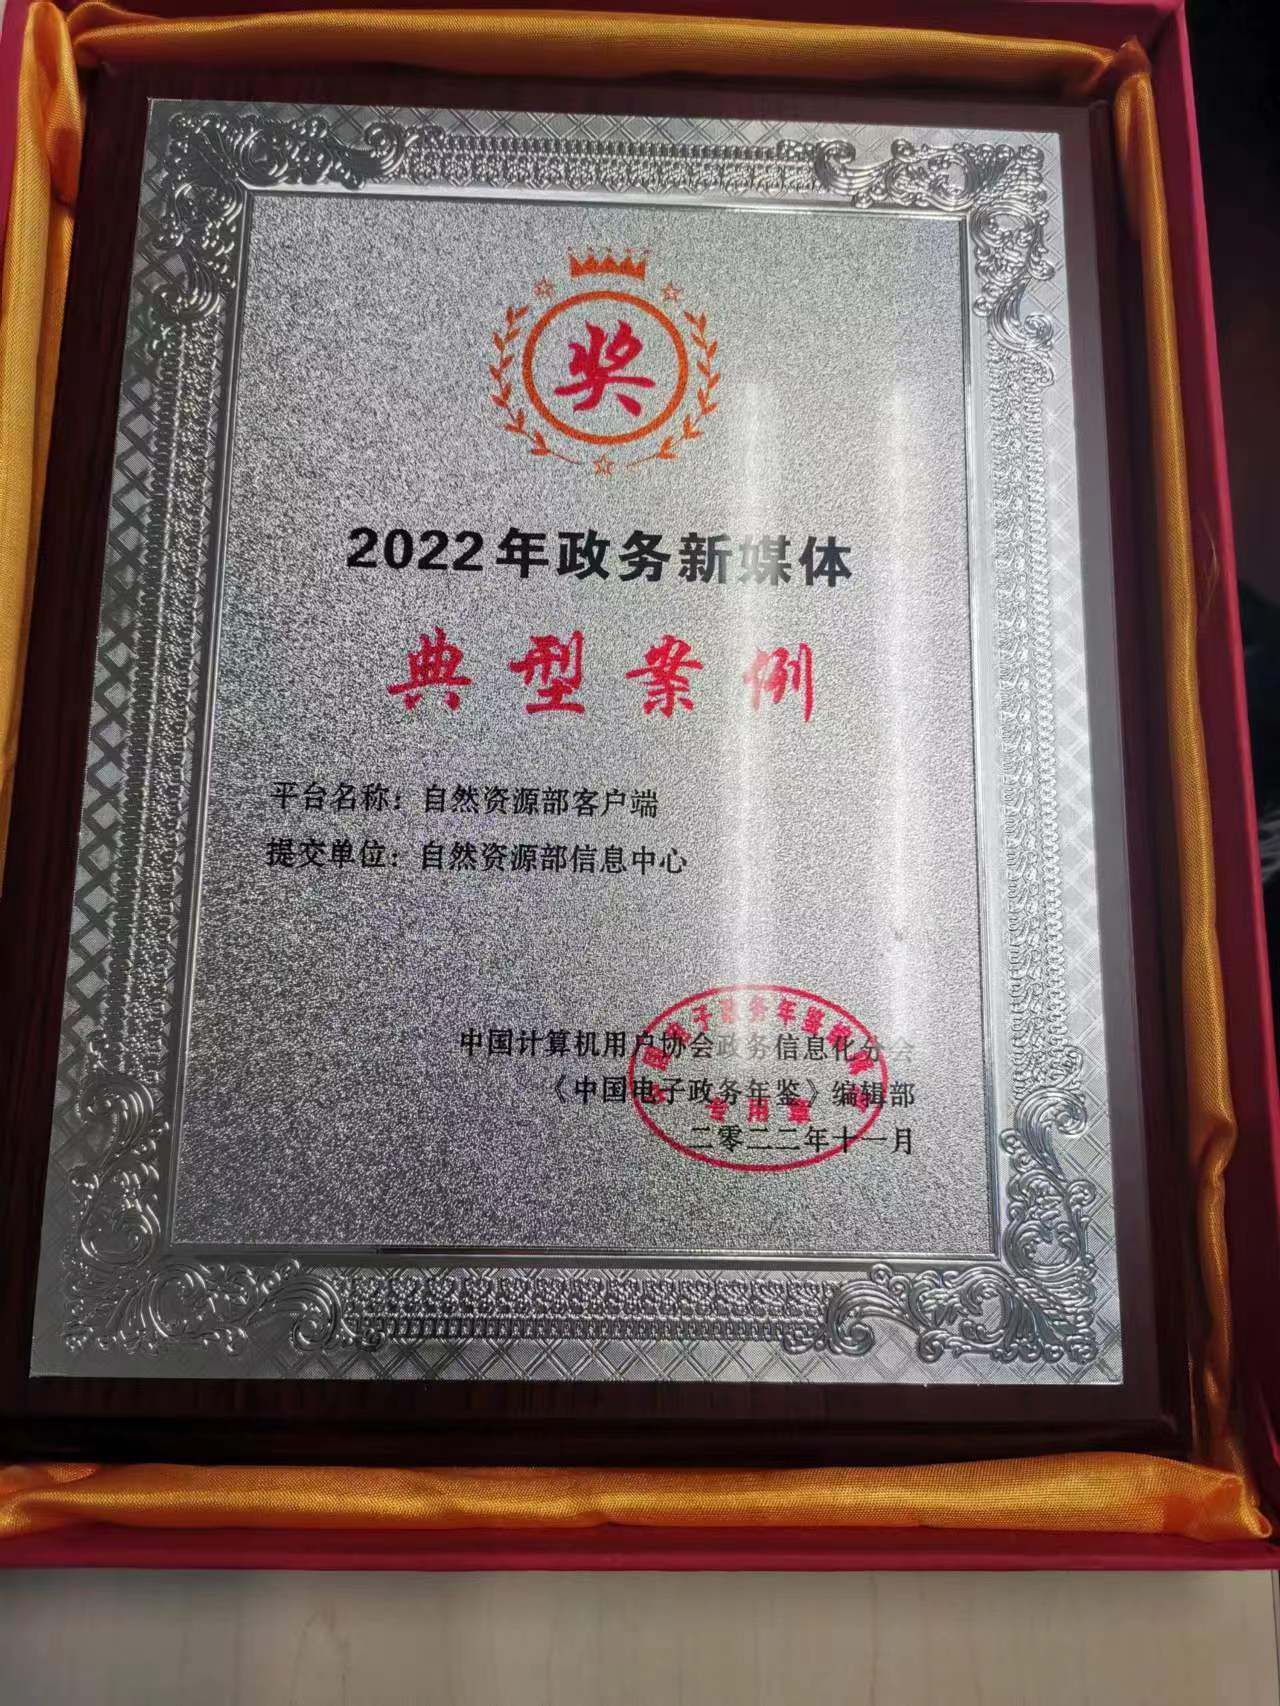 奖
2022年政务新媒体
典型案例
平台名称：自然资源部客户端
提交单位：自然资源部信息中心
中国计算机用户协会政务信息化分会
《中国电子政务年鉴》编辑部
二零二二年十一月
专用章